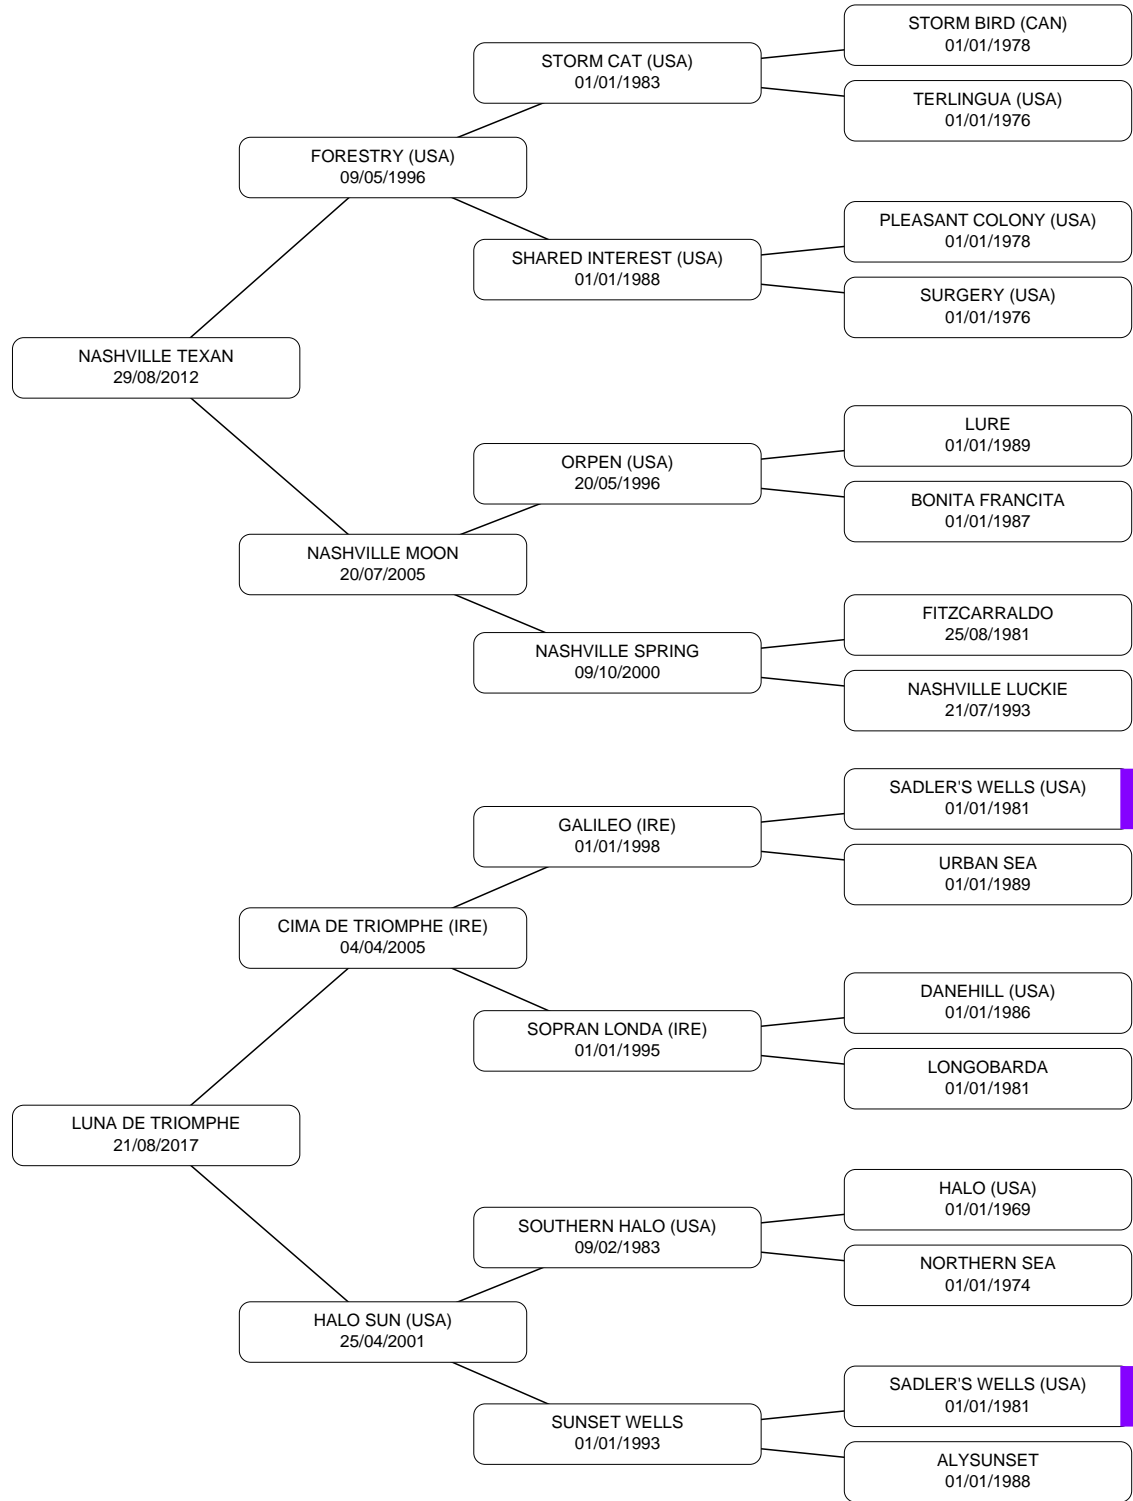 STORM BIRD (CAN)
01/01/1978
STORM CAT (USA)
01/01/1983
TERLINGUA (USA)
01/01/1976
FORESTRY (USA)
09/05/1996
PLEASANT COLONY (USA)
01/01/1978
SHARED INTEREST (USA)
01/01/1988
SURGERY (USA)
01/01/1976
NASHVILLE TEXAN
29/08/2012
LURE
01/01/1989
ORPEN (USA)
20/05/1996
BONITA FRANCITA
01/01/1987
NASHVILLE MOON
20/07/2005
FITZCARRALDO
25/08/1981
NASHVILLE SPRING
09/10/2000
NASHVILLE LUCKIE
21/07/1993
SADLER'S WELLS (USA)
01/01/1981
GALILEO (IRE)
01/01/1998
URBAN SEA
01/01/1989
CIMA DE TRIOMPHE (IRE)
04/04/2005
DANEHILL (USA)
01/01/1986
SOPRAN LONDA (IRE)
01/01/1995
LONGOBARDA
01/01/1981
LUNA DE TRIOMPHE
21/08/2017
HALO (USA)
01/01/1969
SOUTHERN HALO (USA)
09/02/1983
NORTHERN SEA
01/01/1974
HALO SUN (USA)
25/04/2001
SADLER'S WELLS (USA)
01/01/1981
SUNSET WELLS
01/01/1993
ALYSUNSET
01/01/1988